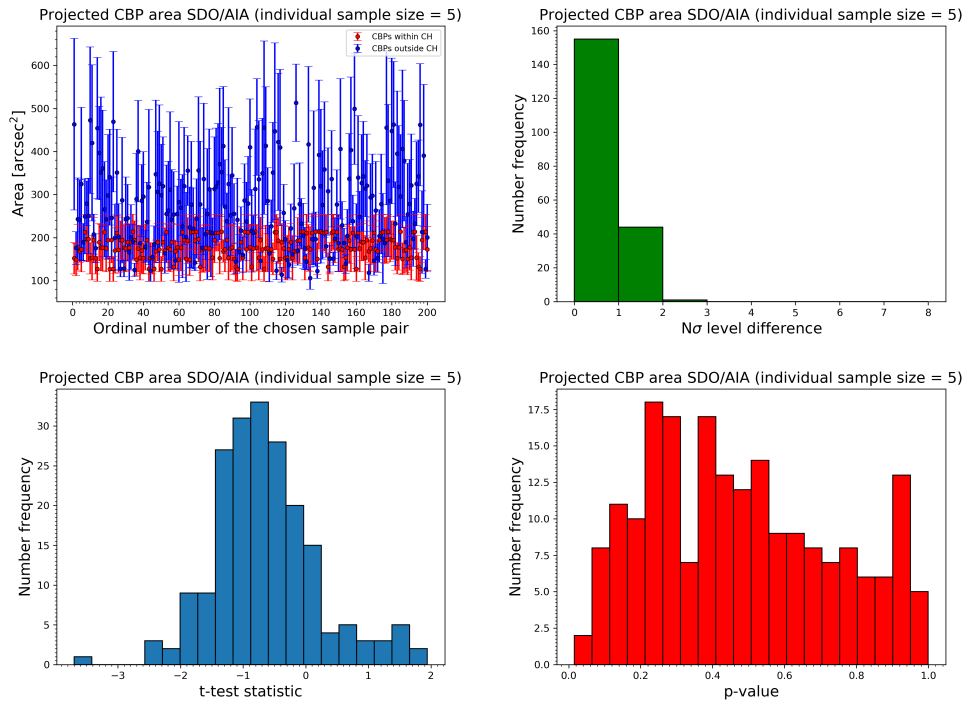 Projected CBP area SDO/AIA (individual sample size = 5)
CBPs within CH
CBPs outside CH
Area [arcsec²]
600
500
400
300
200
100
0 20 40 60 80 100 120 140 160 180 200
Ordinal number of the chosen sample pair
Projected CBP area SDO/AIA (individual sample size = 5)
Number frequency
160
140
120
100
80
60
40
20
0
0 1 2 3 4 5 6 7 8
Nσ level difference
Projected CBP area SDO/AIA (individual sample size = 5)
Number frequency
30
25
20
15
10
5
0
−3 −2 −1 0 1 2
t-test statistic
Projected CBP area SDO/AIA (individual sample size = 5)
Number frequency
17.5
15.0
12.5
10.0
7.5
5.0
2.5
0.0
0.0 0.2 0.4 0.6 0.8 1.0
p-value